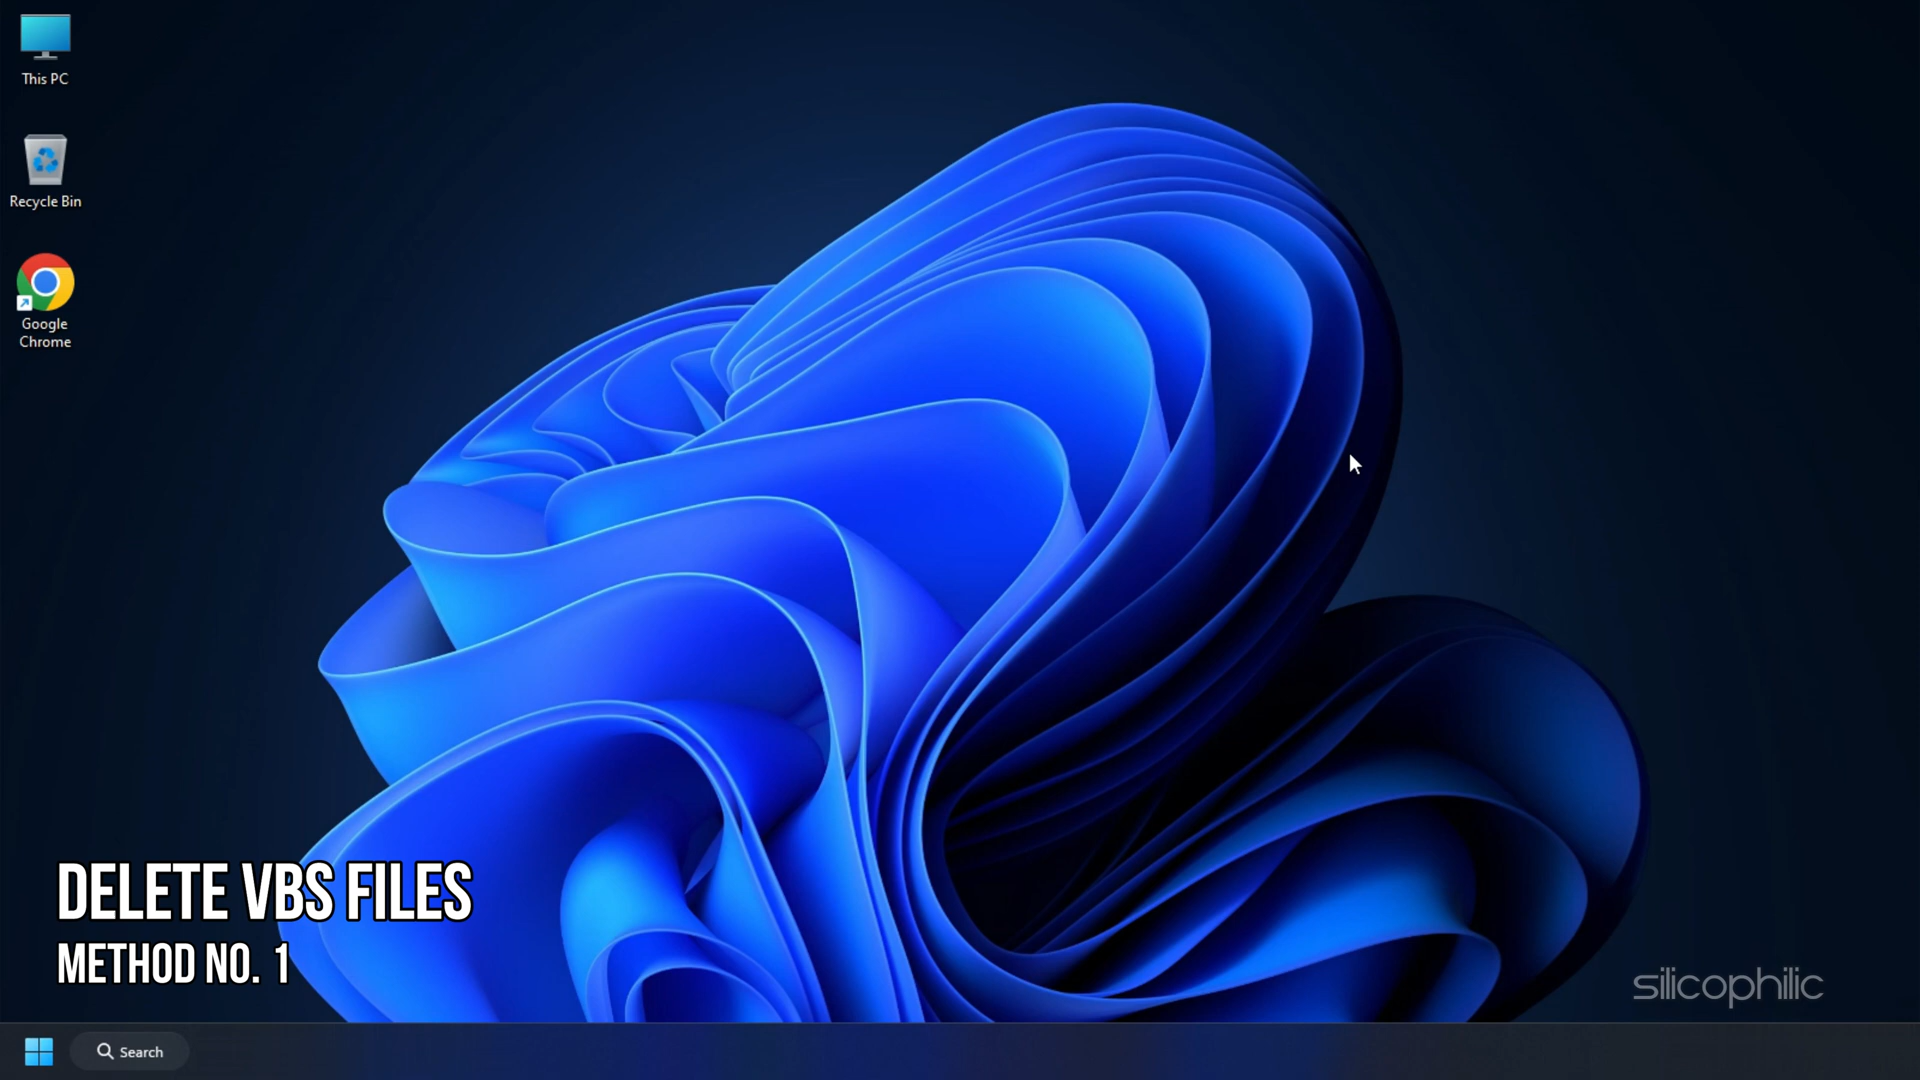 This PC
Recycle Bin
Google
Chrome
DELETE VBS FILES
METHOD NO. 1
silicophilic
Search